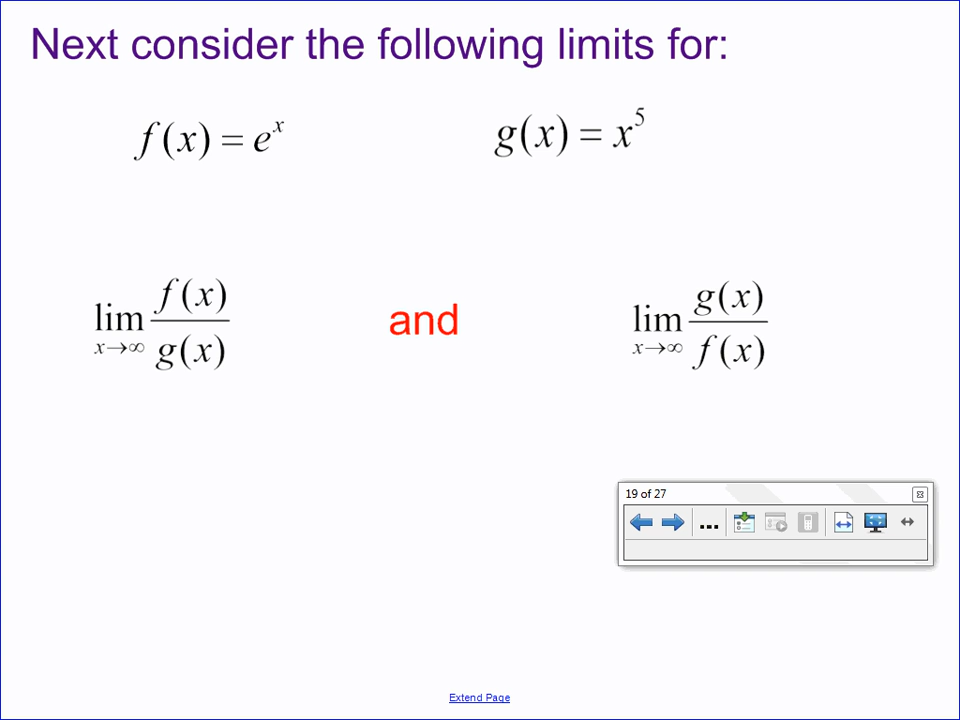 Next consider the following limits for:
f(x) = e^x
g(x) = x^5
lim x→∞ f(x)/g(x)
and
lim x→∞ g(x)/f(x)
19 of 27
...
Extend Page